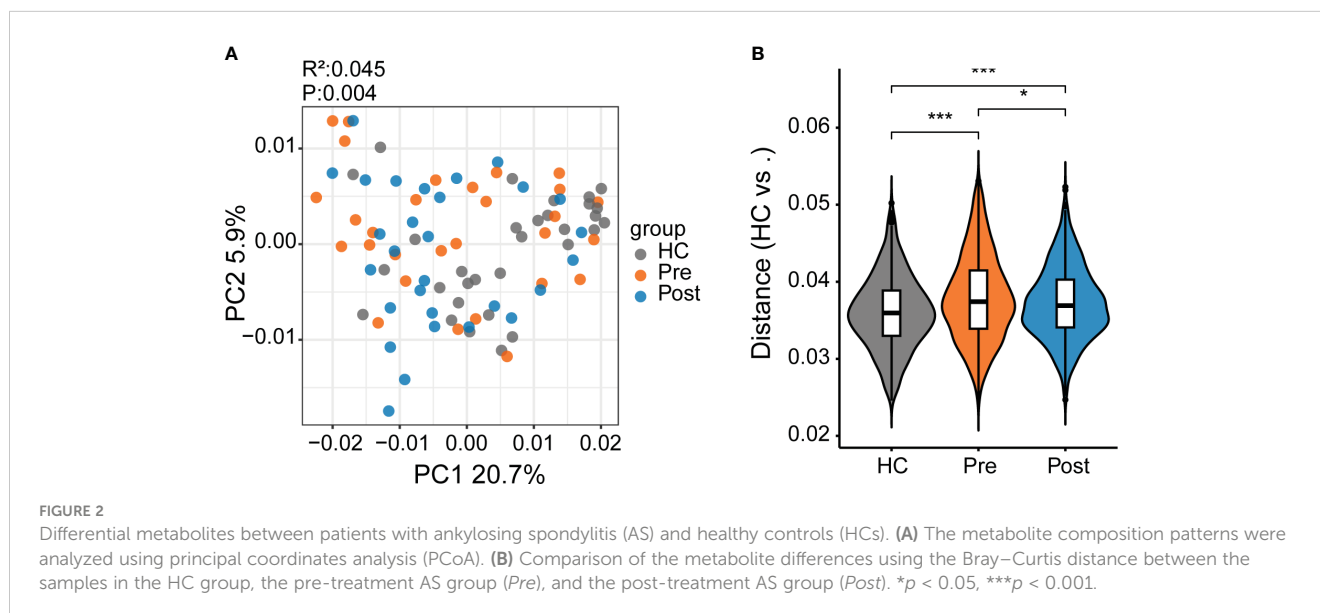 A
R²:0.045
P:0.004
PC2 5.9%
0.01
0.00
−0.01
−0.02
−0.01
0.00
0.01
0.02
PC1 20.7%
group
HC
Pre
Post
B
Distance (HC vs .)
0.06
0.05
0.04
0.03
0.02
***
*
***
HC
Pre
Post
FIGURE 2
Differential metabolites between patients with ankylosing spondylitis (AS) and healthy controls (HCs). (A) The metabolite composition patterns were
analyzed using principal coordinates analysis (PCoA). (B) Comparison of the metabolite differences using the Bray–Curtis distance between the
samples in the HC group, the pre-treatment AS group (Pre), and the post-treatment AS group (Post). *p < 0.05, ***p < 0.001.